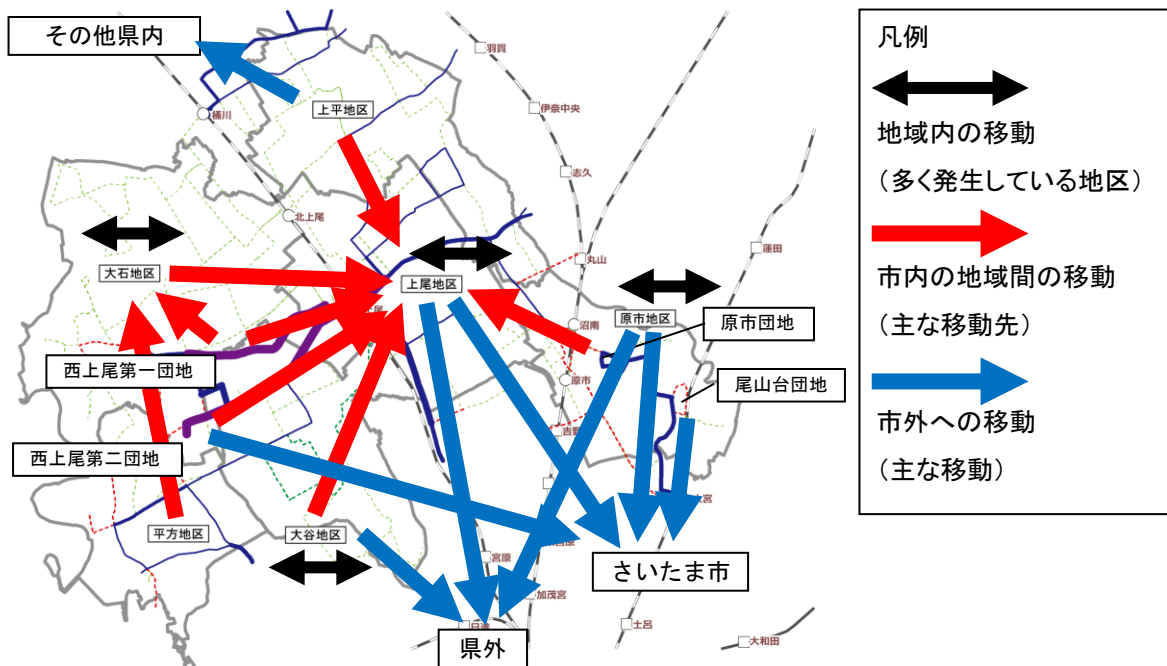 その他県内
羽貫
上平地区
伊奈中央
桶川
志久
北上尾
蓮田
丸山
大石地区
上尾地区
沼南
原市地区
原市団地
西上尾第一団地
原市
尾山台団地
西上尾第二団地
平方地区
大谷地区
宮原
さいたま市
加茂宮
土呂
県外
大和田
凡例
地域内の移動
(多く発生している地区)
市内の地域間の移動
(主な移動先)
市外への移動
(主な移動)